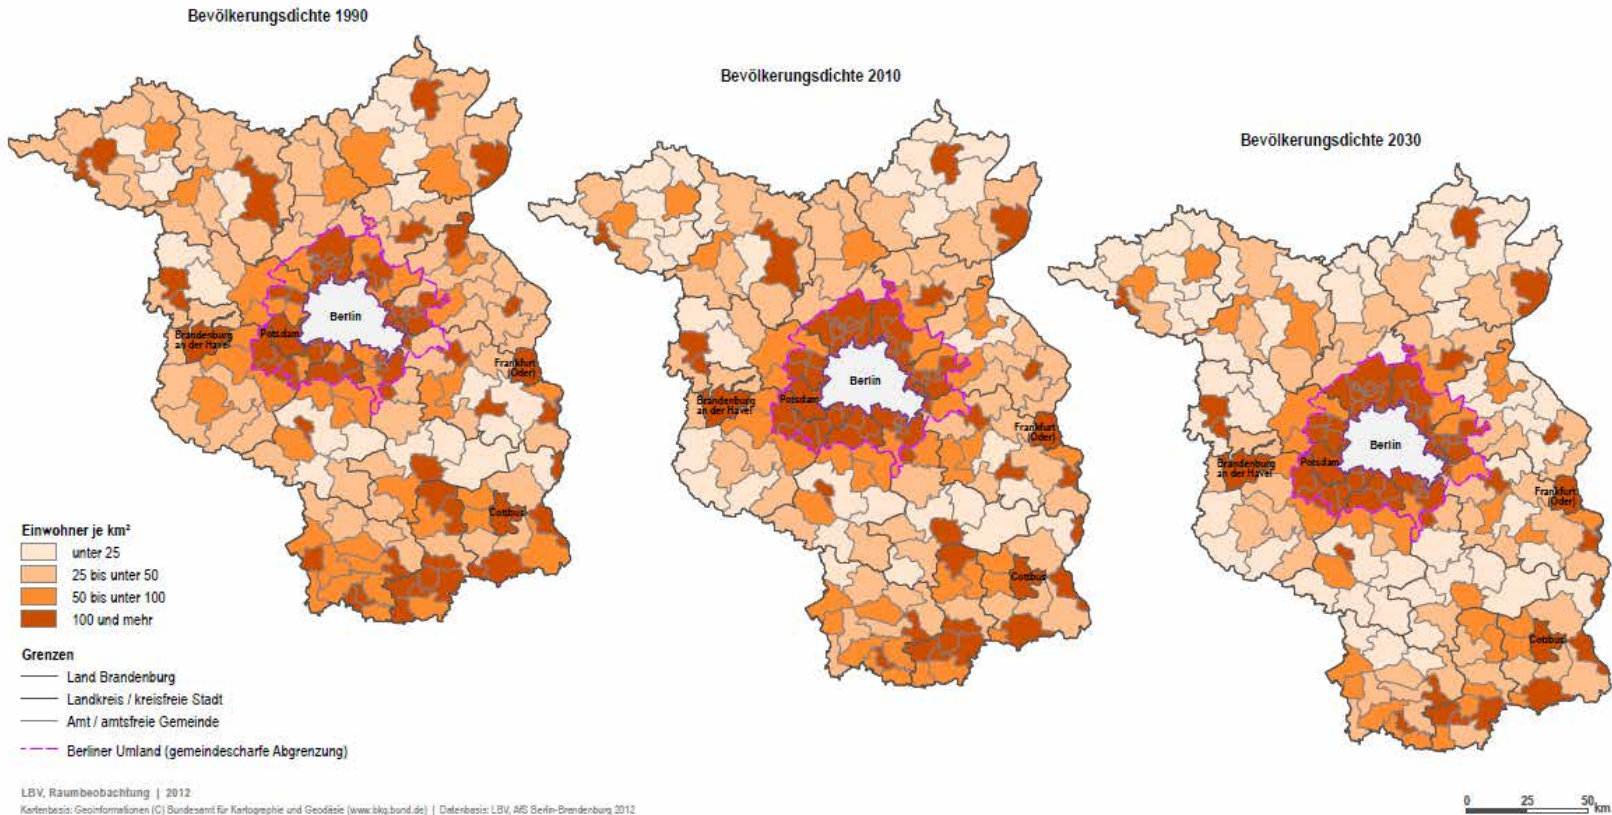 Bevölkerungsdichte 1990
Berlin
Potsdam
Brandenburg
an der Havel
Frankfurt
(Oder)
Cottbus
Bevölkerungsdichte 2010
Berlin
Potsdam
Brandenburg
an der Havel
Frankfurt
(Oder)
Cottbus
Bevölkerungsdichte 2030
Berlin
Potsdam
Brandenburg
an der Havel
Frankfurt
(Oder)
Cottbus
Einwohner je km²
unter 25
25 bis unter 50
50 bis unter 100
100 und mehr
Grenzen
Land Brandenburg
Landkreis / kreisfreie Stadt
Amt / amtsfreie Gemeinde
Berliner Umland (gemeindescharfe Abgrenzung)
LBV, Raumbeobachtung | 2012
Kartenbasis: Geoinformationen (C) Bundesamt für Kartographie und Geodäsie (www.bkg.bund.de) | Datenbasis: LBV, AfS Berlin-Brandenburg 2012
0 25 50 km